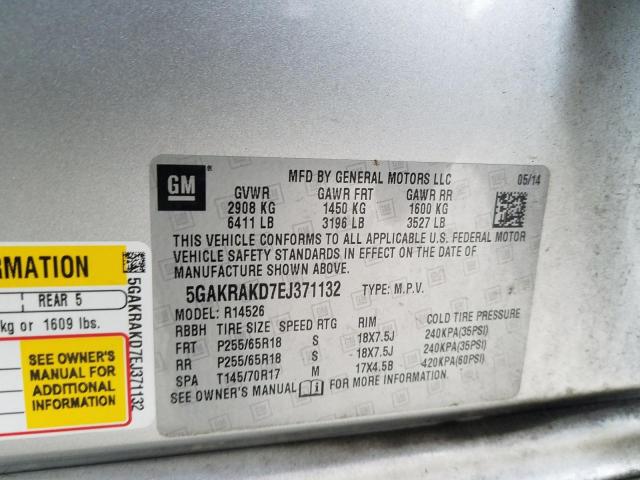 GM
MFD BY GENERAL MOTORS LLC 05/14
GVWR GAWR FRT GAWR RR
2908 KG 1450 KG 1600 KG
6411 LB 3196 LB 3527 LB
THIS VEHICLE CONFORMS TO ALL APPLICABLE U.S. FEDERAL MOTOR
VEHICLE SAFETY STANDARDS IN EFFECT ON THE DATE OF
MANUFACTURE SHOWN ABOVE.
5GAKRAKD7EJ371132 TYPE: M.P.V.
MODEL: R14526
RBBH TIRE SIZE SPEED RTG RIM COLD TIRE PRESSURE
FRT P255/65R18 S 18X7.5J 240KPA(35PSI)
RR P255/65R18 S 18X7.5J 240KPA(35PSI)
SPA T145/70R17 M 17X4.5B 420KPA(60PSI)
SEE OWNER'S MANUAL FOR MORE INFORMATION.
RMATION
REAR 5
kg or 1609 lbs.
SEE OWNER'S
MANUAL FOR
ADDITIONAL
INFORMATION
5GAKRAKD7EJ371132